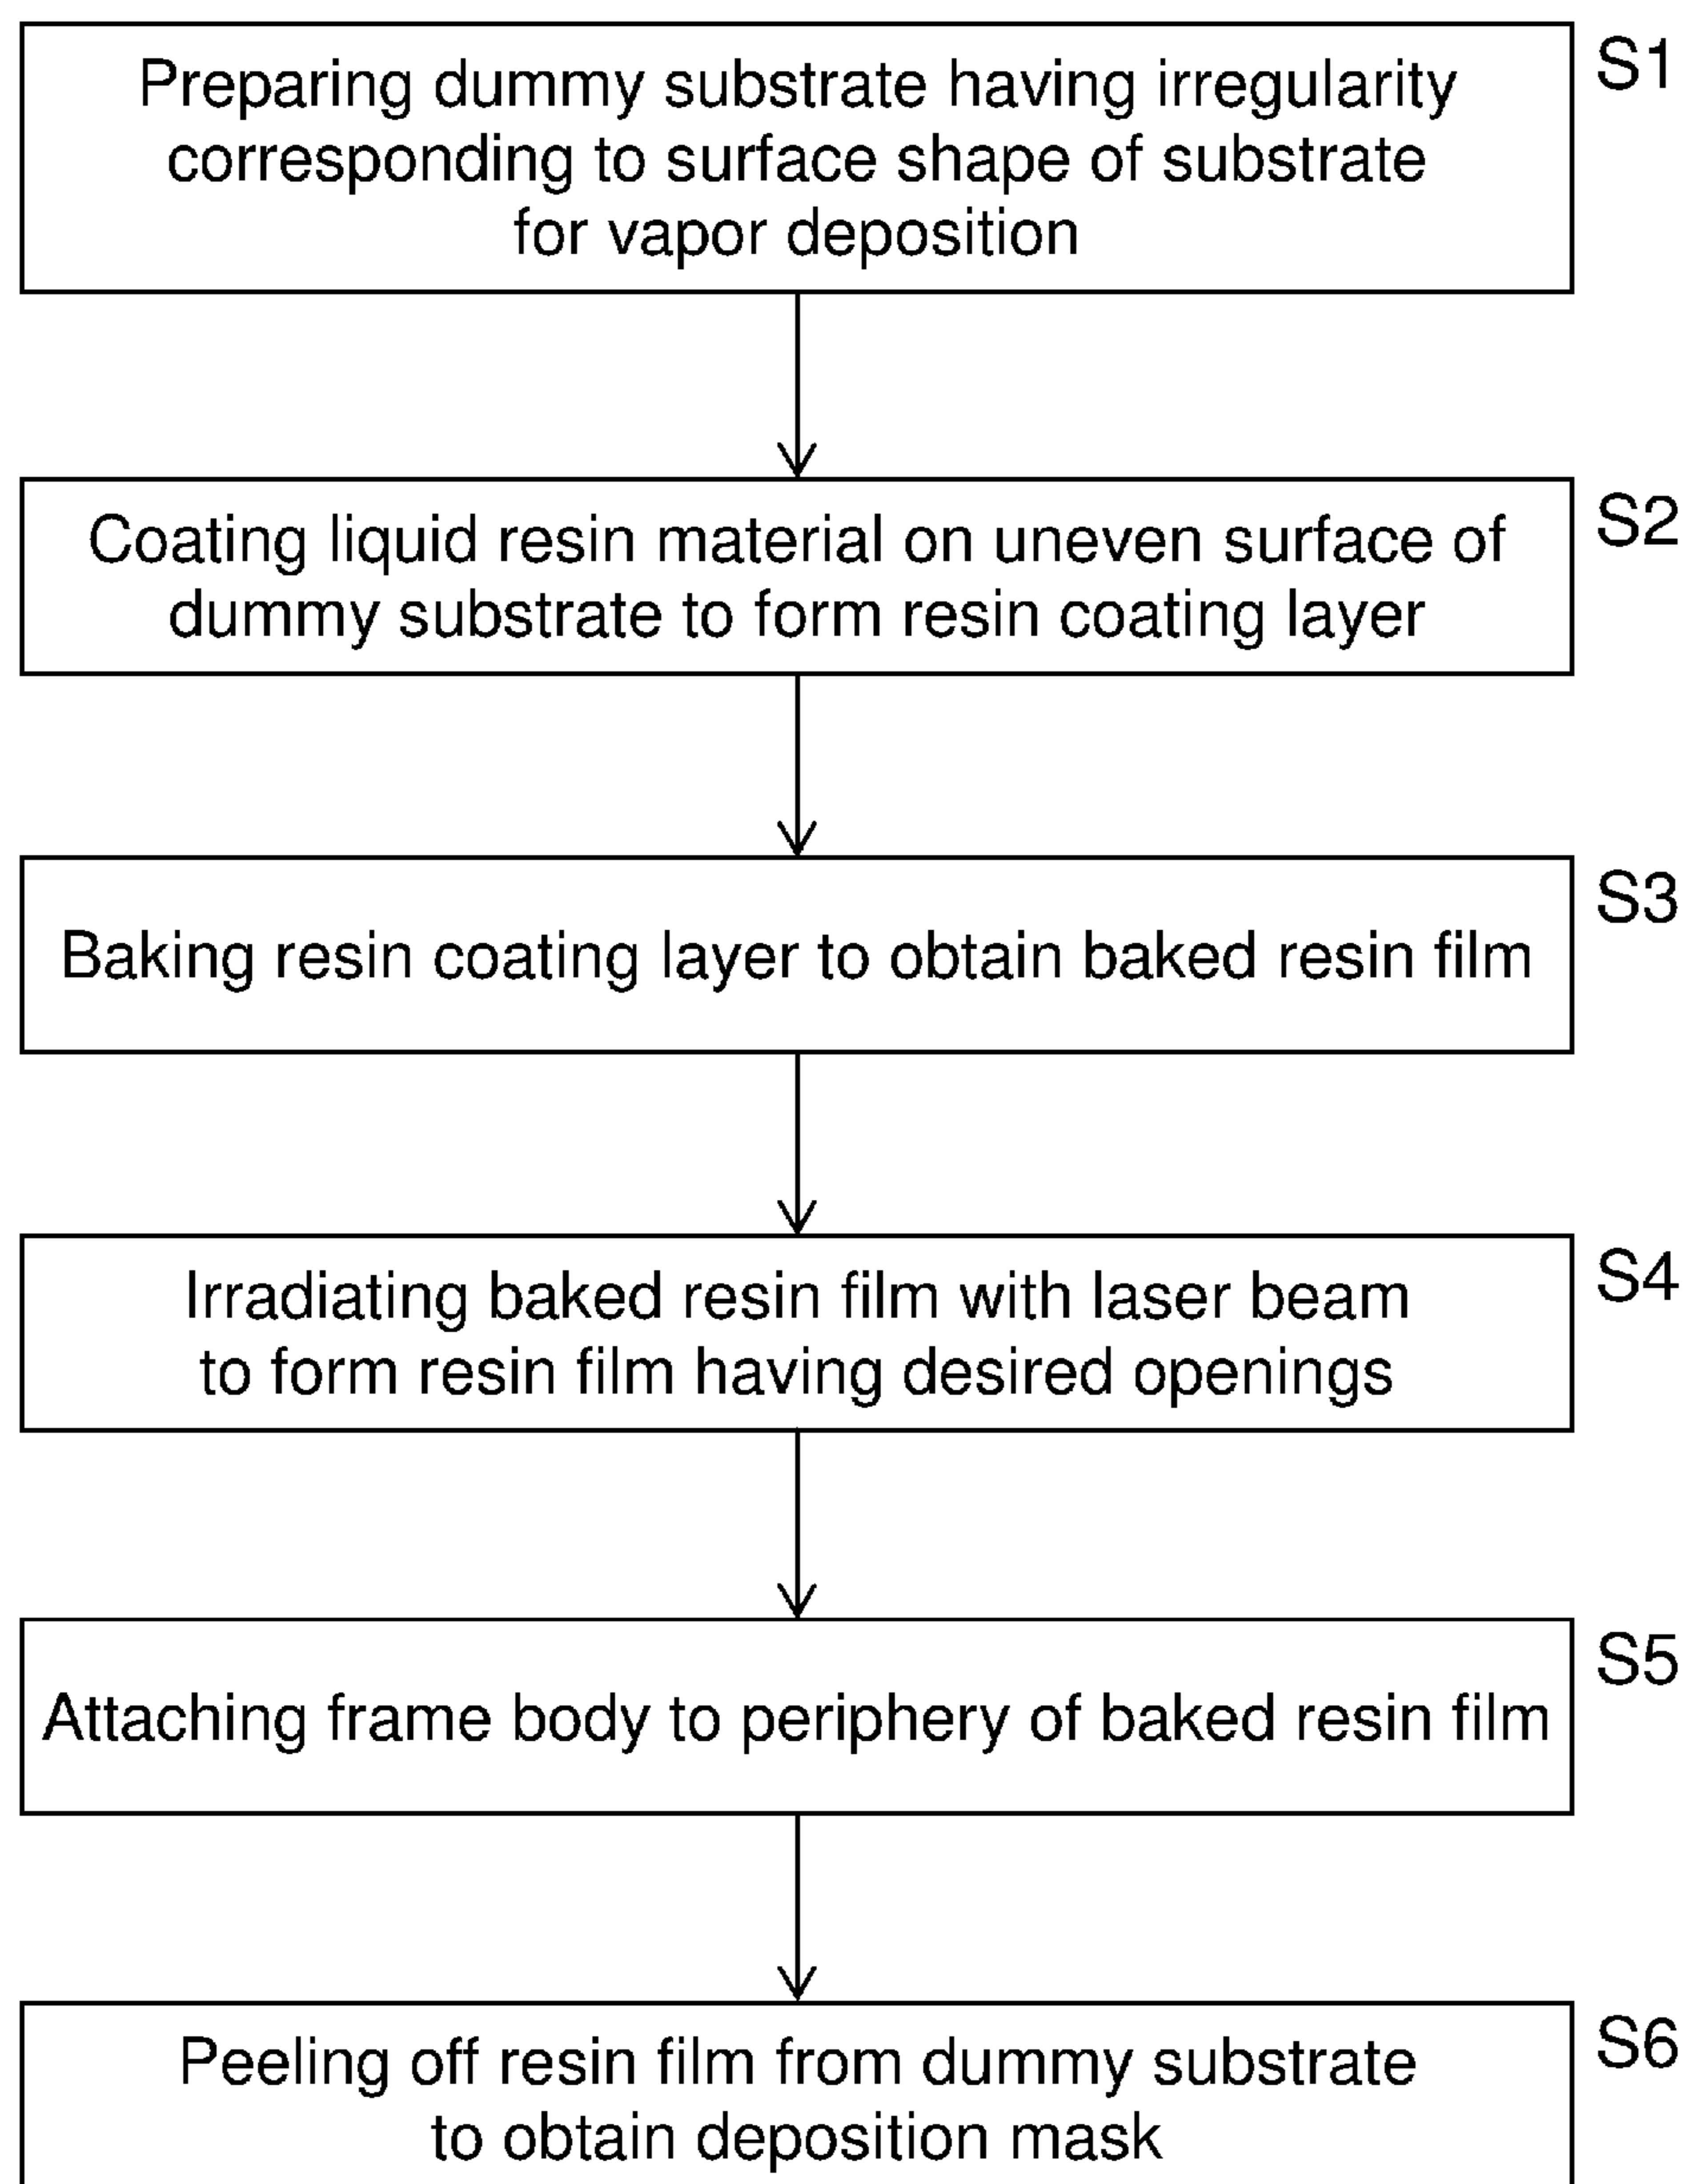 Preparing dummy substrate having irregularity
corresponding to surface shape of substrate
for vapor deposition
S1
Coating liquid resin material on uneven surface of
dummy substrate to form resin coating layer
S2
Baking resin coating layer to obtain baked resin film
S3
Irradiating baked resin film with laser beam
to form resin film having desired openings
S4
Attaching frame body to periphery of baked resin film
S5
Peeling off resin film from dummy substrate
to obtain deposition mask
S6